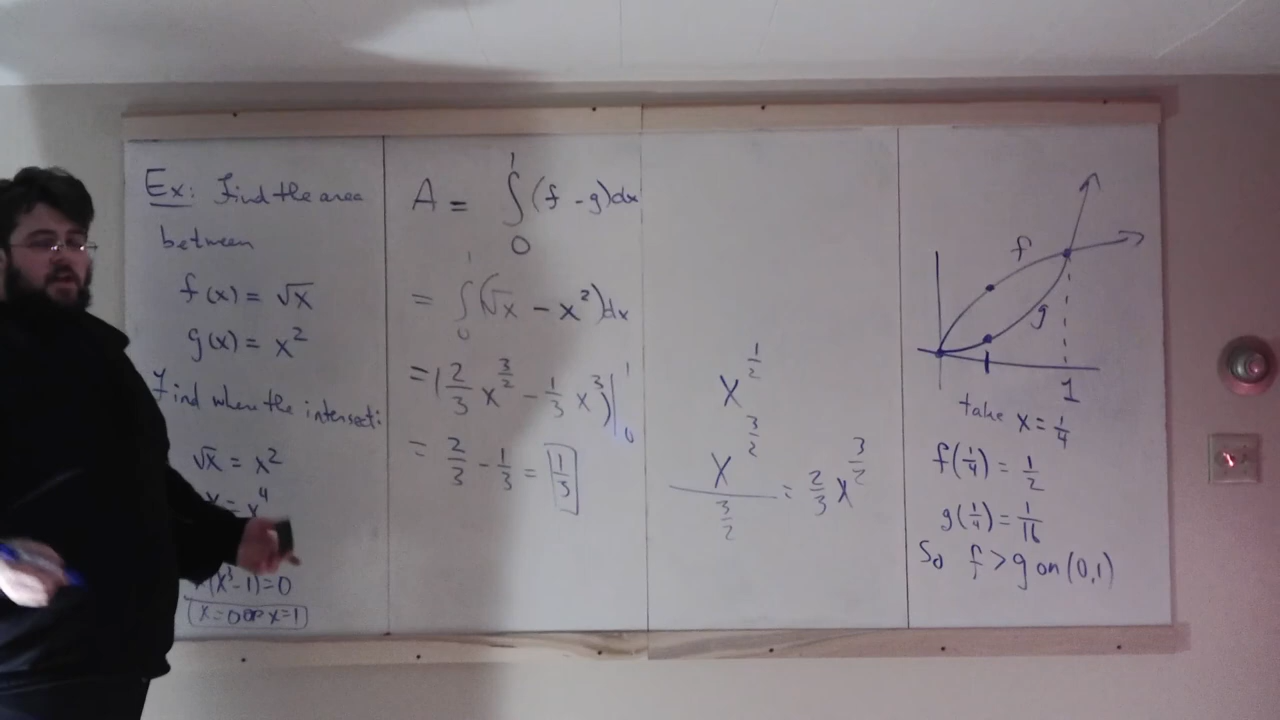 Ex: Find the area
between
f(x) = √x
g(x) = x²
Find where the intersect:
√x = x²
x = x⁴
(x³-1)=0
x=0 or x=1
A = ∫₀¹ (f - g)dx
= ∫₀¹ (√x - x²)dx
= (2/3 x^(3/2) - 1/3 x³)|₀¹
= 2/3 - 1/3 = 1/3
x^(1/2)
x^(3/2) / (3/2) = 2/3 x^(3/2)
f
g
1
take x = 1/4
f(1/4) = 1/2
g(1/4) = 1/16
So f > g on (0,1)